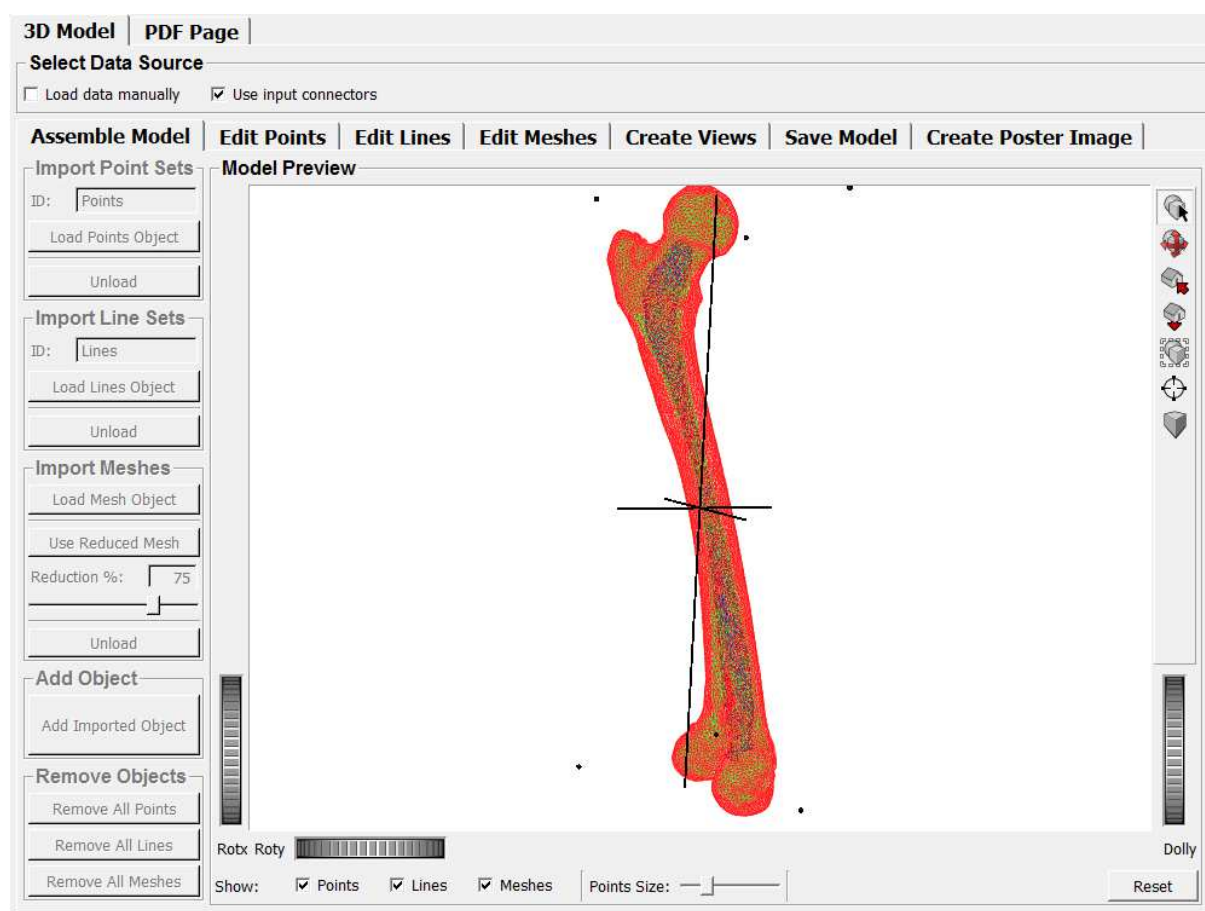 3D Model PDF Page
Select Data Source
Load data manually Use input connectors
Assemble Model Edit Points Edit Lines Edit Meshes Create Views Save Model Create Poster Image
Import Point Sets
ID: Points
Load Points Object
Unload
Import Line Sets
ID: Lines
Load Lines Object
Unload
Import Meshes
Load Mesh Object
Use Reduced Mesh
Reduction %: 75
Unload
Add Object
Add Imported Object
Remove Objects
Remove All Points
Remove All Lines
Remove All Meshes
Model Preview
Rotx Roty Dolly
Show: Points Lines Meshes Points Size: Reset